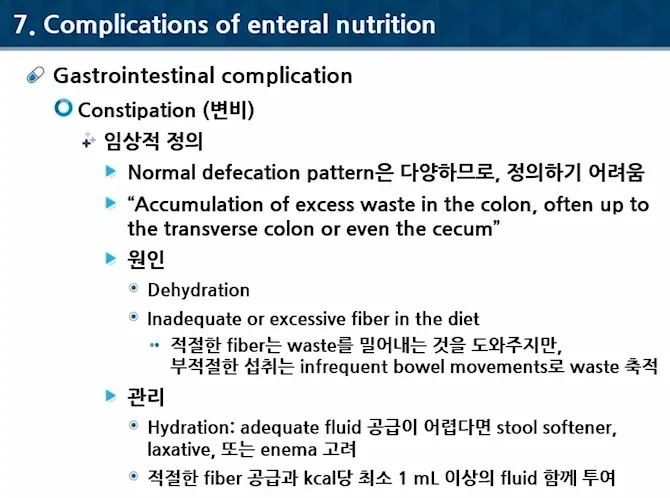 7. Complications of enteral nutrition
Gastrointestinal complication
Constipation (변비)
임상적 정의
Normal defecation pattern은 다양하므로, 정의하기 어려움
“Accumulation of excess waste in the colon, often up to
the transverse colon or even the cecum”
원인
Dehydration
Inadequate or excessive fiber in the diet
적절한 fiber는 waste를 밀어내는 것을 도와주지만,
부적절한 섭취는 infrequent bowel movements로 waste 축적
관리
Hydration: adequate fluid 공급이 어렵다면 stool softener,
laxative, 또는 enema 고려
적절한 fiber 공급과 kcal당 최소 1 mL 이상의 fluid 함께 투여